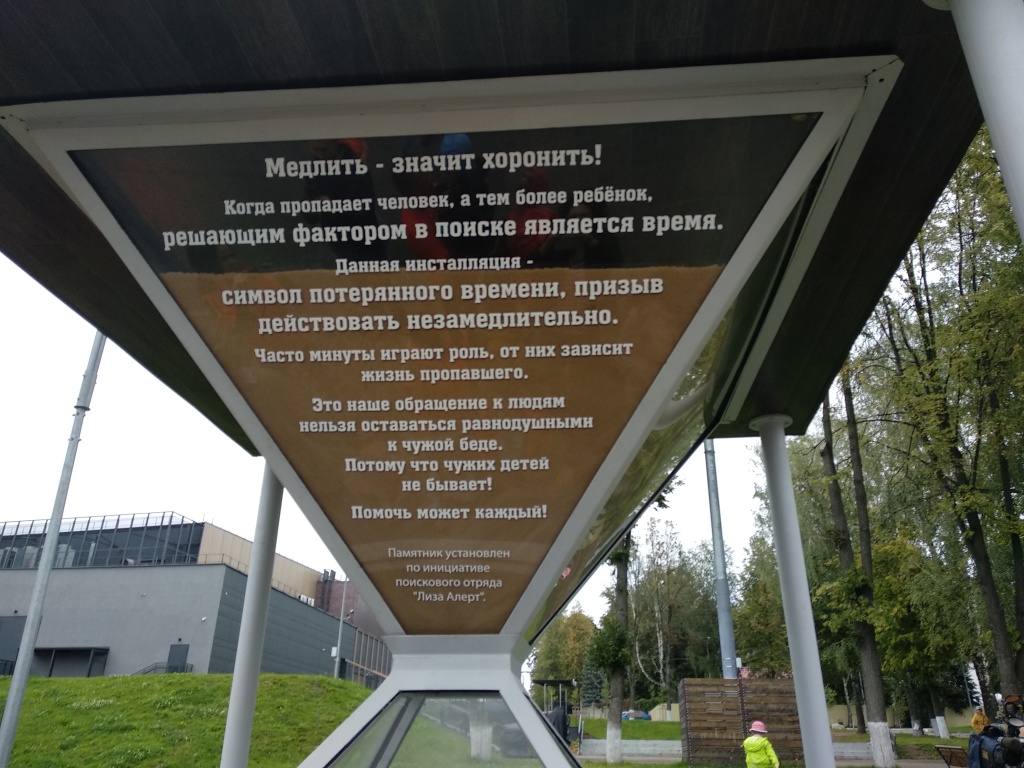 Медлить - значит хоронить!
Когда пропадает человек, а тем более ребёнок,
решающим фактором в поиске является время.
Данная инсталляция -
символ потерянного времени, призыв
действовать незамедлительно.
Часто минуты играют роль, от них зависит
жизнь пропавшего.
Это наше обращение к людям
нельзя оставаться равнодушными
к чужой беде.
Потому что чужих детей
не бывает!
Помочь может каждый!
Памятник установлен
по инициативе
поискового отряда
"Лиза Алерт".